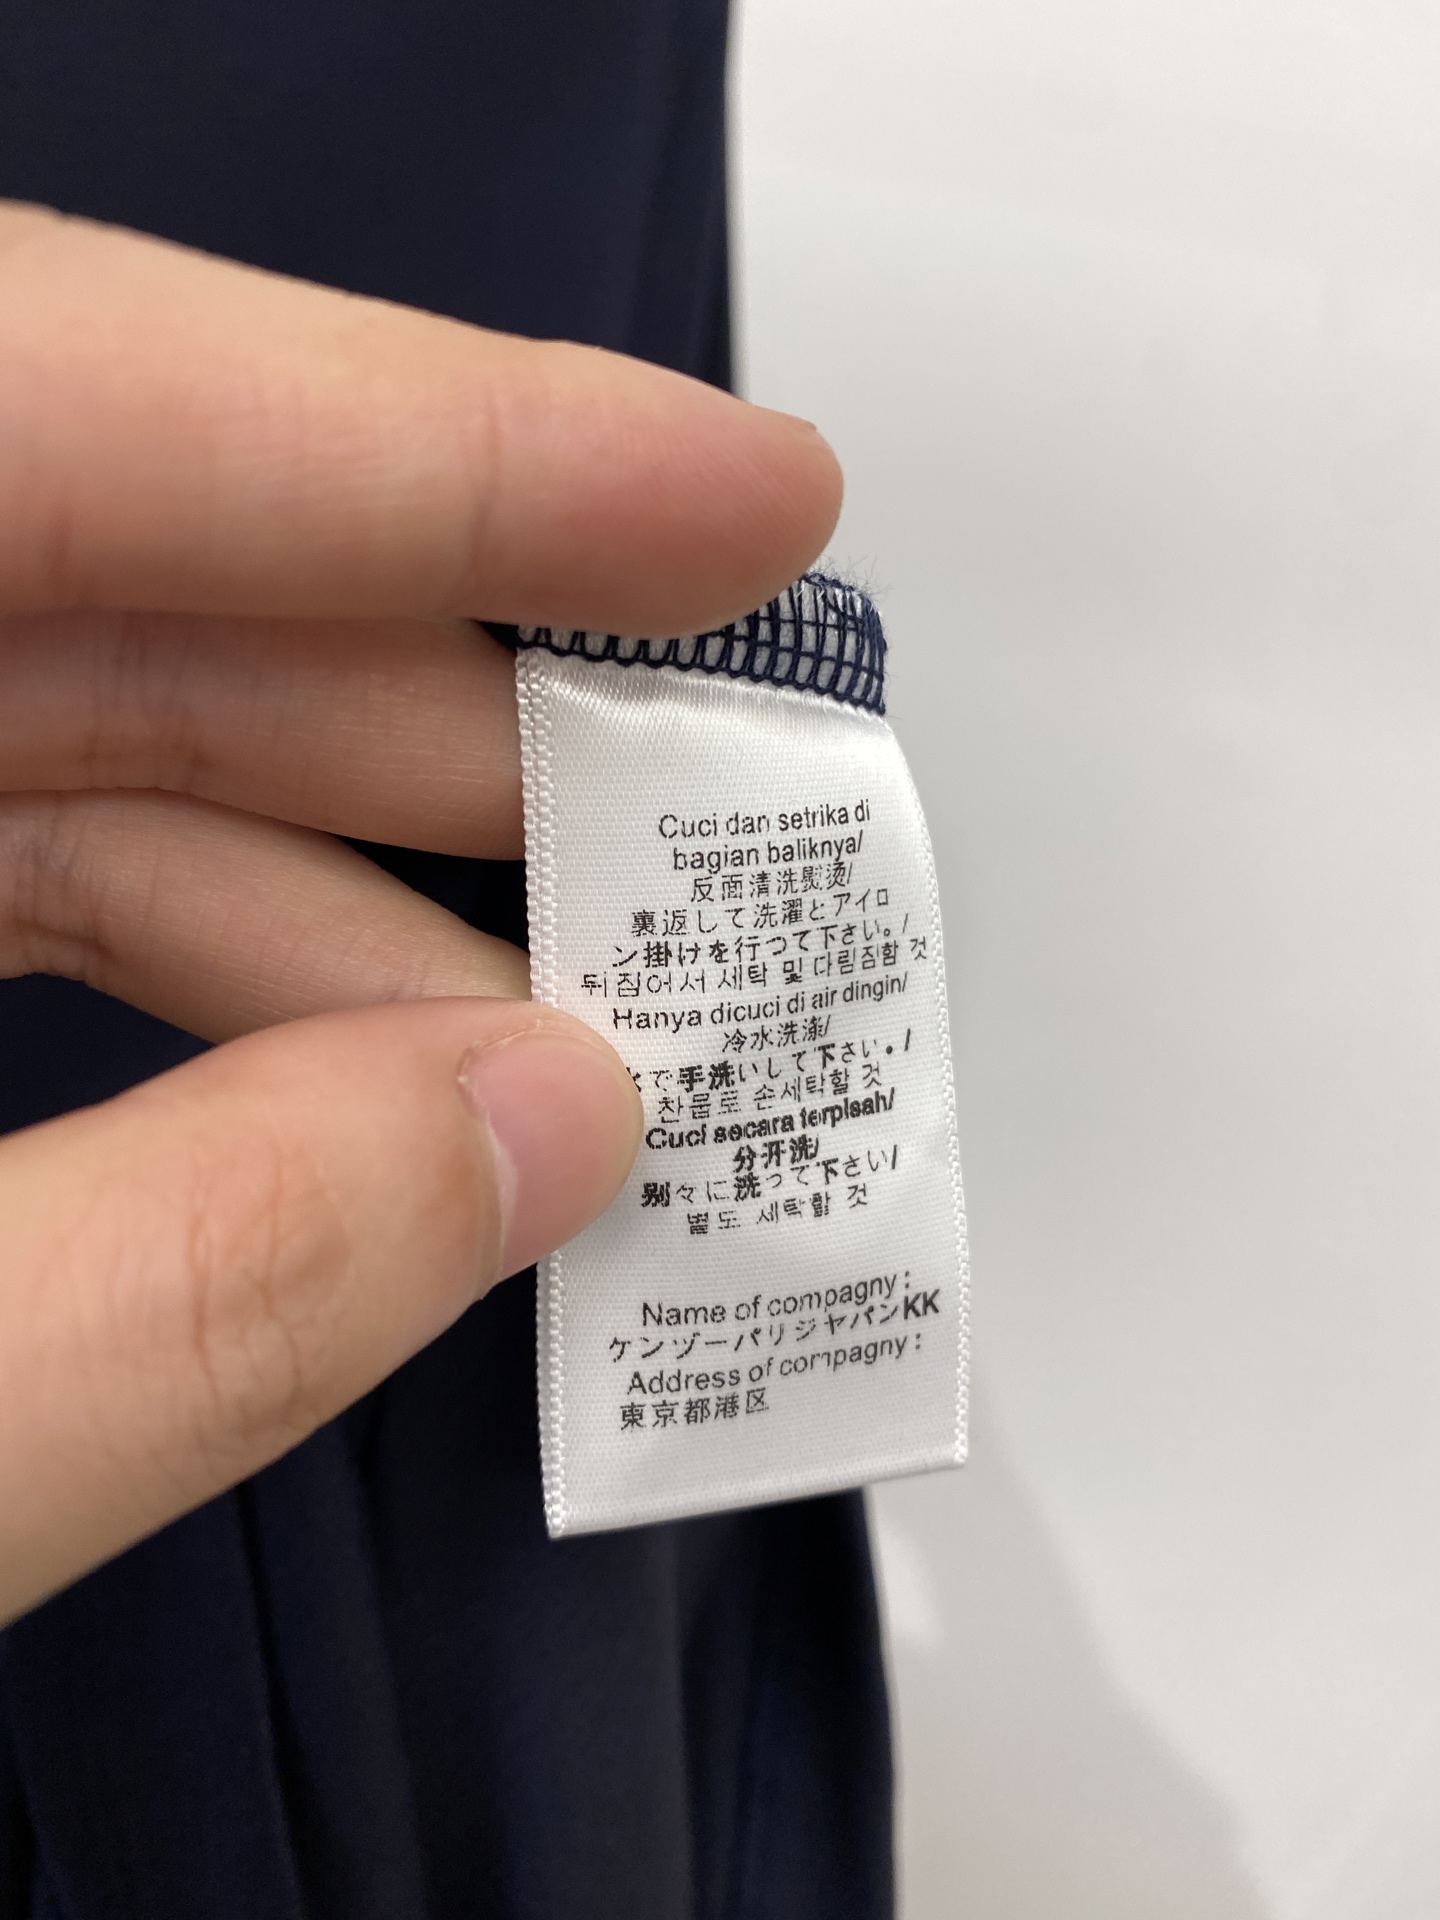 Cuci dan setrika di
bagian baliknya/
反面清洗熨烫/
裏返して洗濯とアイロ
ン掛けを行つて下さい。/
뒤집어서 세탁 및 다림짐할 것
Hanya dicuci di air dingin/
冷水洗涤/
で手洗いして下さい。/
찬물로 손세탁할 것
Cuci secara terpisah/
分开洗/
别々に洗って下さい/
별도 세탁할 것
Name of compagny :
ケンゾーパリジャパンKK
Address of compagny :
東京都港区